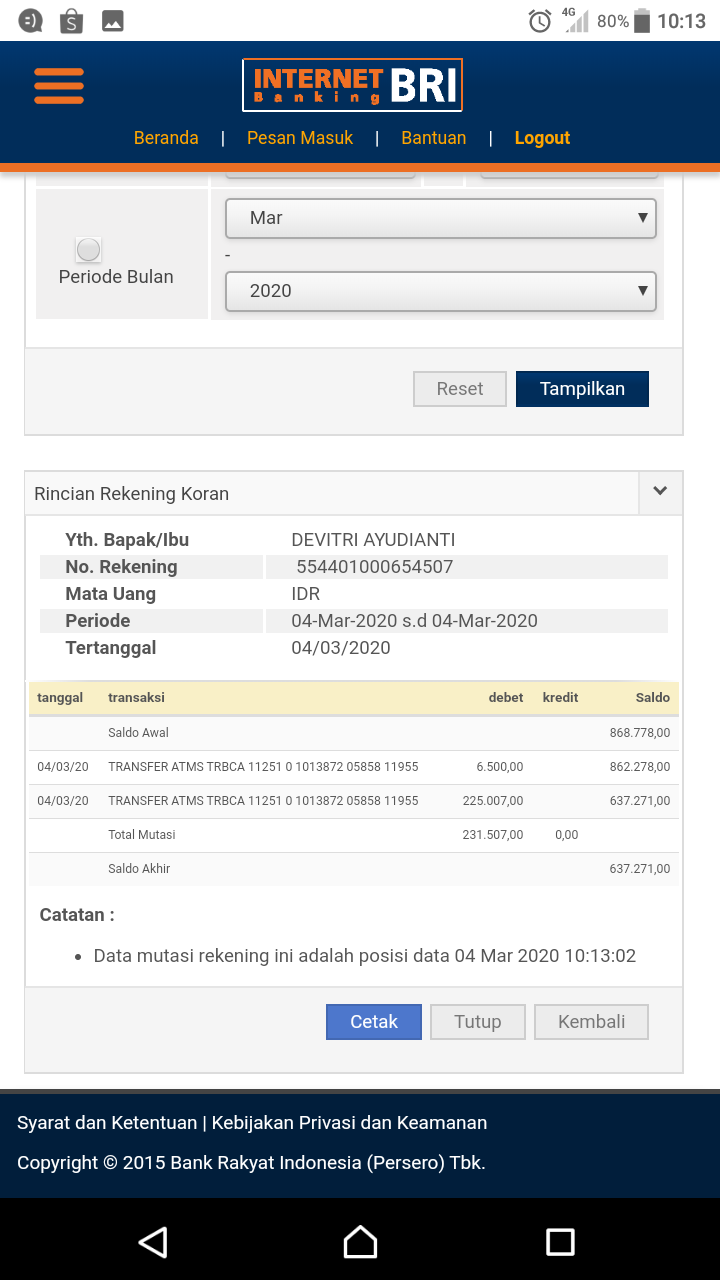 4G 80% 10:13
INTERNET BRI
Banking
Beranda | Pesan Masuk | Bantuan | Logout
Mar
-
Periode Bulan
2020
Reset Tampilkan
Rincian Rekening Koran
Yth. Bapak/Ibu DEVITRI AYUDIANTI
No. Rekening 554401000654507
Mata Uang IDR
Periode 04-Mar-2020 s.d 04-Mar-2020
Tertanggal 04/03/2020
tanggal transaksi debet kredit Saldo
Saldo Awal 868.778,00
04/03/20 TRANSFER ATMS TRBCA 11251 0 1013872 05858 11955 6.500,00 862.278,00
04/03/20 TRANSFER ATMS TRBCA 11251 0 1013872 05858 11955 225.007,00 637.271,00
Total Mutasi 231.507,00 0,00
Saldo Akhir 637.271,00
Catatan :
• Data mutasi rekening ini adalah posisi data 04 Mar 2020 10:13:02
Cetak Tutup Kembali
Syarat dan Ketentuan | Kebijakan Privasi dan Keamanan
Copyright © 2015 Bank Rakyat Indonesia (Persero) Tbk.